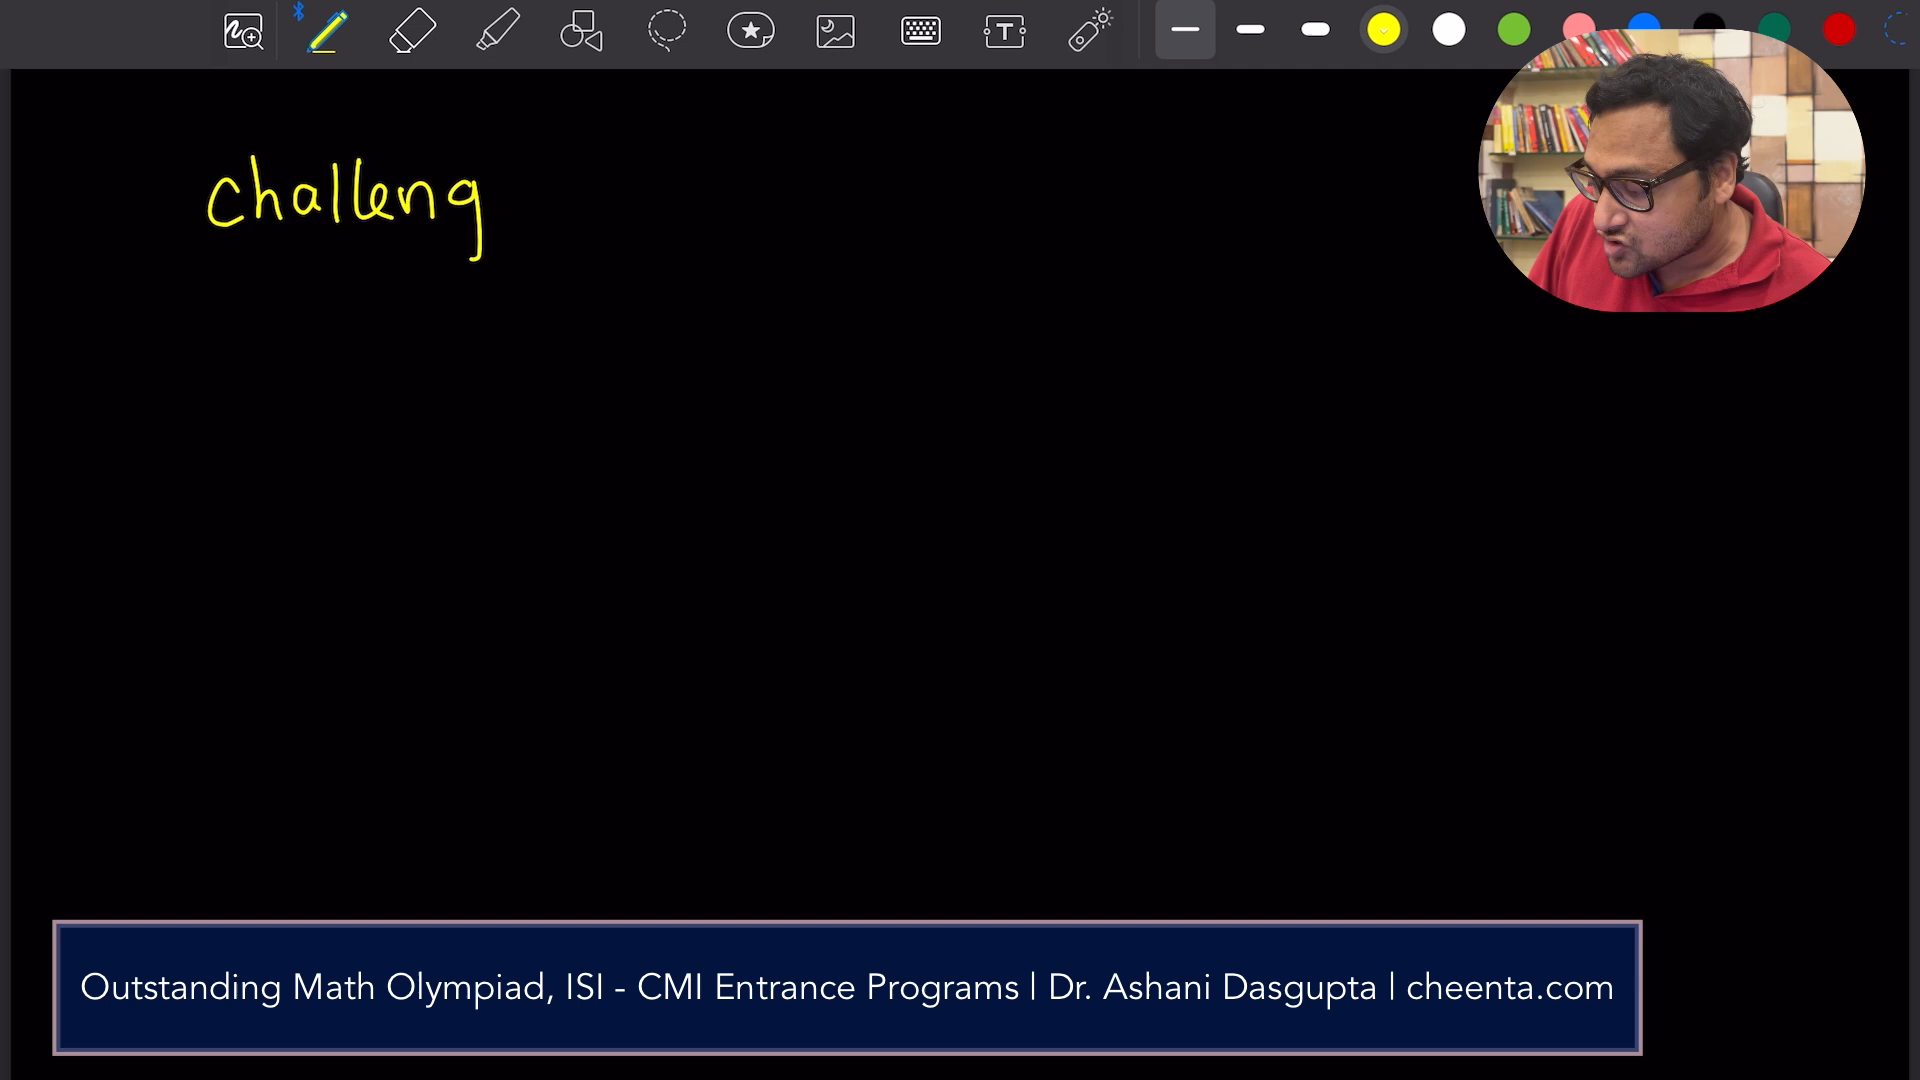 challeng
Outstanding Math Olympiad, ISI - CMI Entrance Programs | Dr. Ashani Dasgupta | cheenta.com